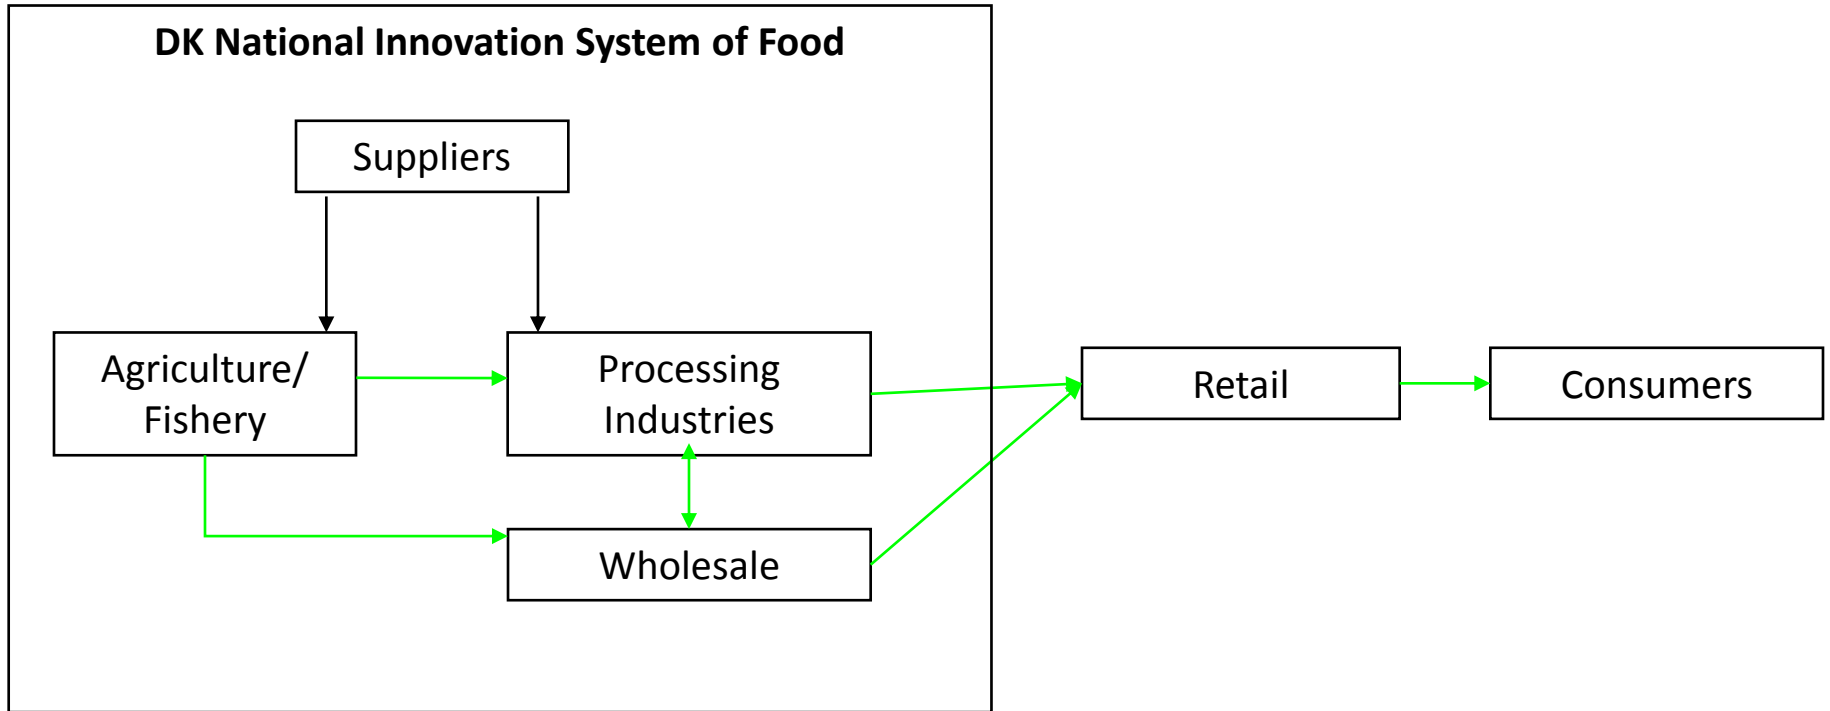 DK National Innovation System of Food
Suppliers
Agriculture/
Fishery
Processing
Industries
Wholesale
Retail
Consumers